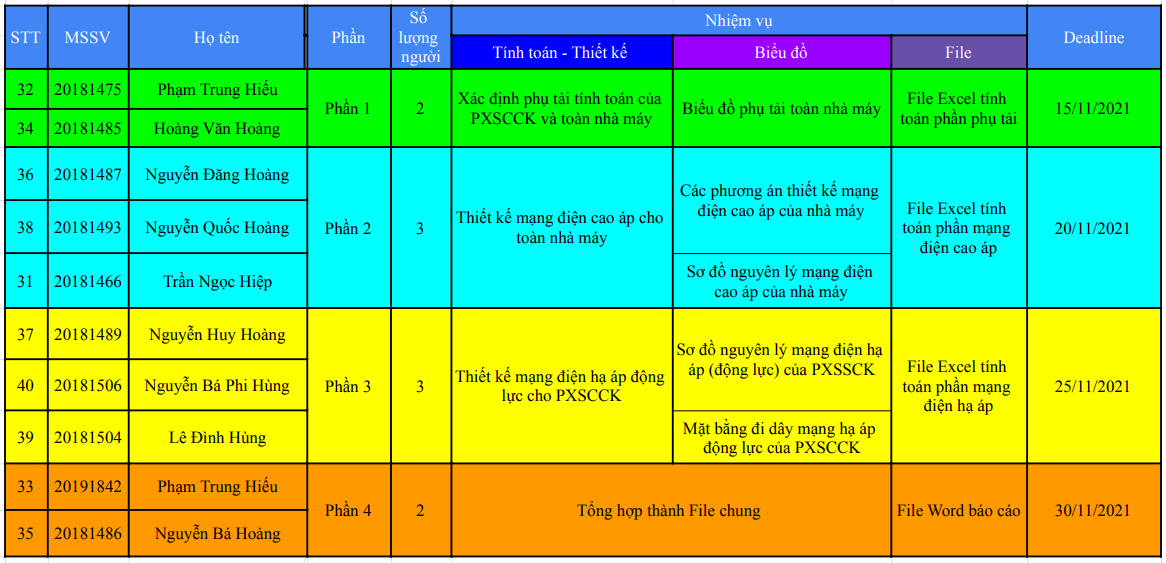 STT
MSSV
Họ tên
Phần
Số
lượng
người
Nhiệm vụ
Tính toán - Thiết kế
Biểu đồ
File
Deadline
32
20181475
Phạm Trung Hiếu
34
20181485
Hoàng Văn Hoàng
Phần 1
2
Xác định phụ tải tính toán của
PXSCCK và toàn nhà máy
Biểu đồ phụ tải toàn nhà máy
File Excel tính
toán phần phụ tải
15/11/2021
36
20181487
Nguyễn Đăng Hoàng
38
20181493
Nguyễn Quốc Hoàng
31
20181466
Trần Ngọc Hiệp
Phần 2
3
Thiết kế mạng điện cao áp cho
toàn nhà máy
Các phương án thiết kế mạng
điện cao áp của nhà máy
Sơ đồ nguyên lý mạng điện
cao áp của nhà máy
File Excel tính
toán phần mạng
điện cao áp
20/11/2021
37
20181489
Nguyễn Huy Hoàng
40
20181506
Nguyễn Bá Phi Hùng
39
20181504
Lê Đình Hùng
Phần 3
3
Thiết kế mạng điện hạ áp động
lực cho PXSCCK
Sơ đồ nguyên lý mạng điện hạ
áp (động lực) của PXSSCK
Mặt bằng đi dây mạng hạ áp
động lực của PXSCCK
File Excel tính
toán phần mạng
điện hạ áp
25/11/2021
33
20191842
Phạm Trung Hiếu
35
20181486
Nguyễn Bá Hoàng
Phần 4
2
Tổng hợp thành File chung
File Word báo cáo
30/11/2021